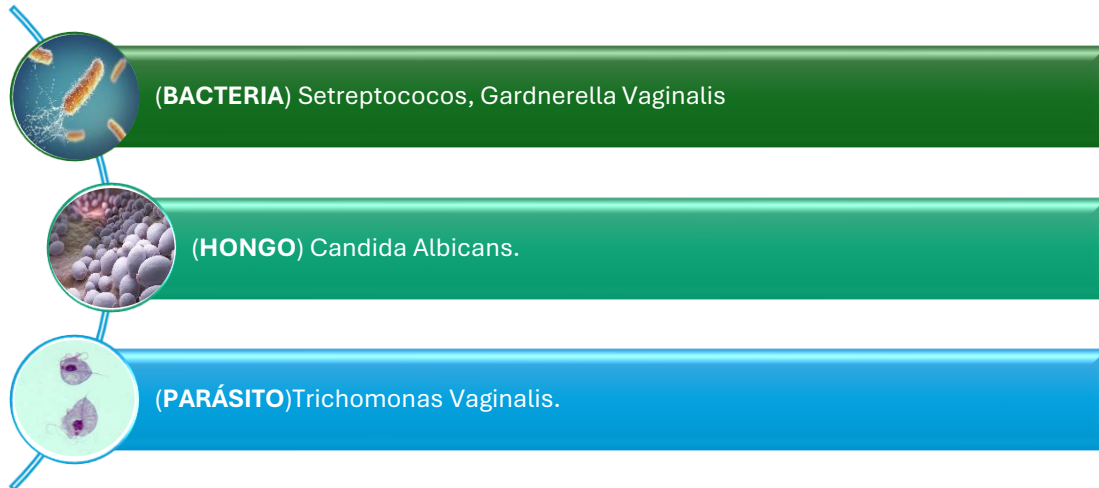 (BACTERIA) Setreptococos, Gardnerella Vaginalis
(HONGO) Candida Albicans.
(PARÁSITO)Trichomonas Vaginalis.